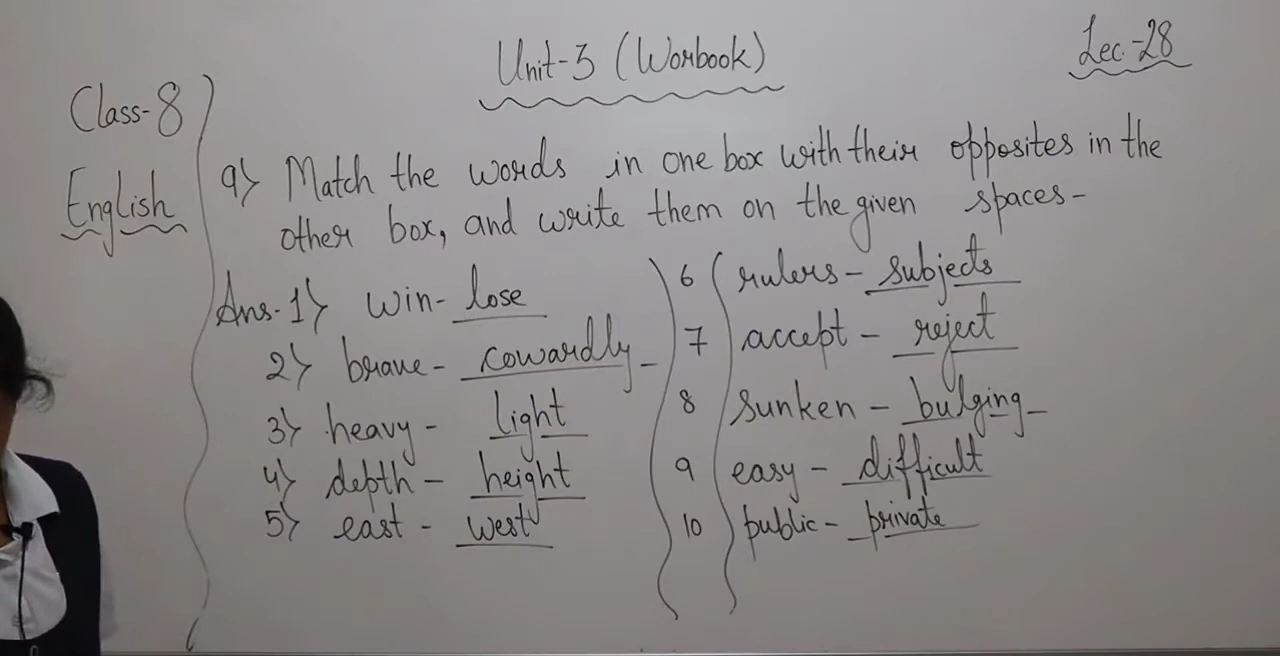 Unit-3 (Worbook)
Lec-28
Class-8
English
9) Match the words in one box with their opposites in the
other box, and write them on the given spaces-
Ans-1) win- lose
2) brave- cowardly
3) heavy- light
4) depth- height
5) east- west
6 rulers- subjects
7 accept- reject
8 sunken- bulging
9 easy- difficult
10 public- private